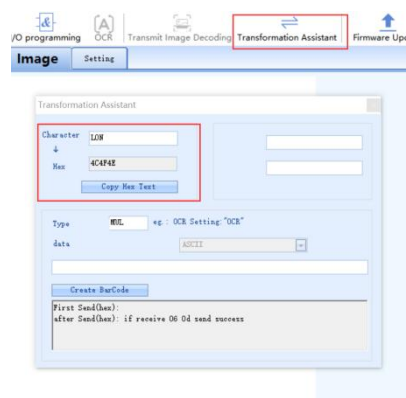 /O programming OCR Transmit Image Decoding Transformation Assistant Firmware Upd
Image Setting
Transformation Assistant
Character LON
Hex 4C4F4E
Copy Hex Text
Type MUL eg.: OCR Setting:"OCR"
data ASCII
Create BarCode
First Send(hex):
after Send(hex): if receive 06 0d send success